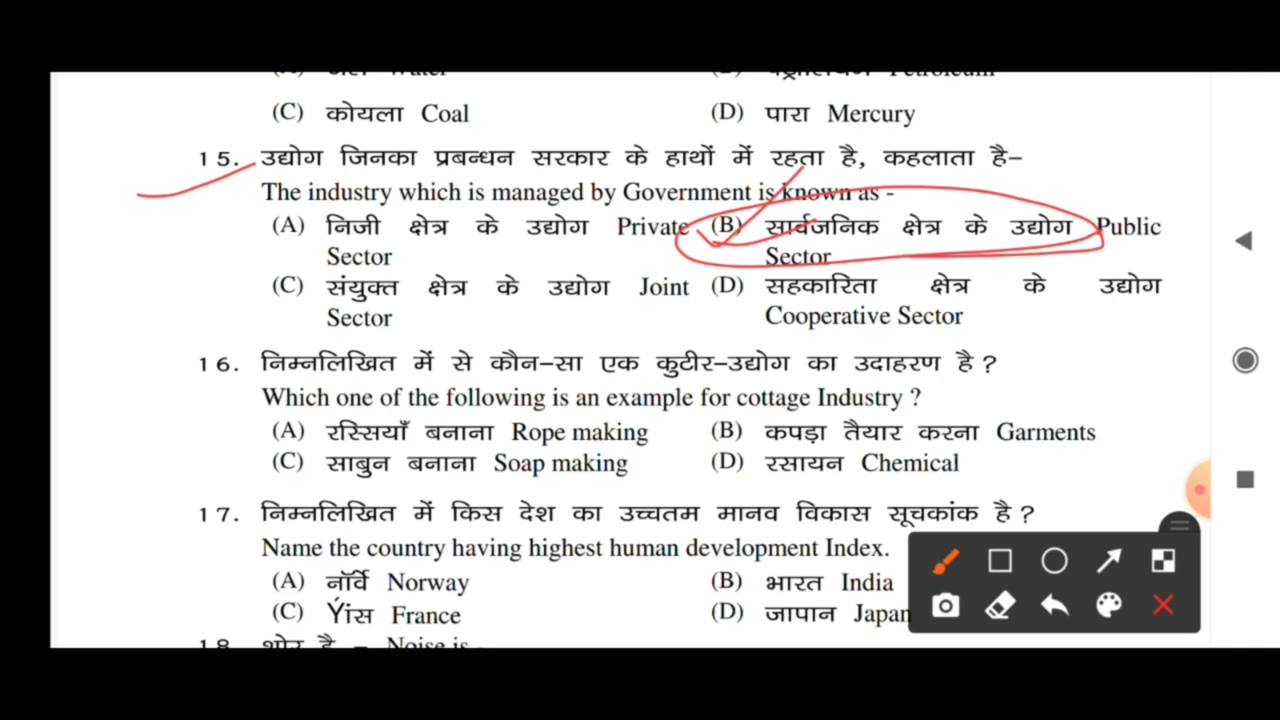 (C) कोयला Coal (D) पारा Mercury
15. उद्योग जिनका प्रबन्धन सरकार के हाथों में रहता है, कहलाता है–
The industry which is managed by Government is known as -
(A) निजी क्षेत्र के उद्योग Private (B) सार्वजनिक क्षेत्र के उद्योग Public
Sector Sector
(C) संयुक्त क्षेत्र के उद्योग Joint (D) सहकारिता क्षेत्र के उद्योग
Sector Cooperative Sector
16. निम्नलिखित में से कौन–सा एक कुटीर–उद्योग का उदाहरण है ?
Which one of the following is an example for cottage Industry ?
(A) रस्सियाँ बनाना Rope making (B) कपड़ा तैयार करना Garments
(C) साबुन बनाना Soap making (D) रसायन Chemical
17. निम्नलिखित में किस देश का उच्चतम मानव विकास सूचकांक है ?
Name the country having highest human development Index.
(A) नॉर्वे Norway (B) भारत India
(C) Ýांस France (D) जापान Japan
18. शोर है – Noise is -